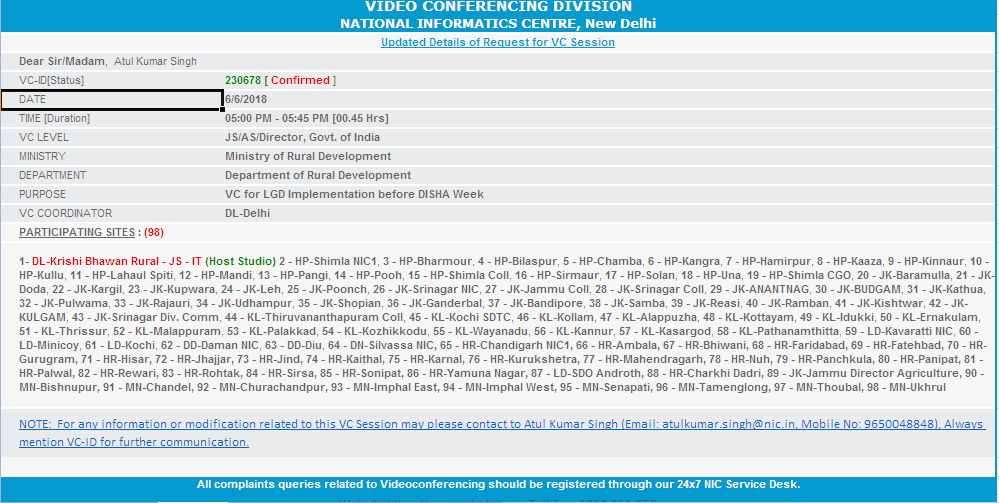 VIDEO CONFERENCING DIVISION
NATIONAL INFORMATICS CENTRE, New Delhi
Updated Details of Request for VC Session
Dear Sir/Madam, Atul Kumar Singh
VC-ID[Status] 230678 [ Confirmed ]
DATE 6/6/2018
TIME [Duration] 05:00 PM - 05:45 PM [00.45 Hrs]
VC LEVEL JS/AS/Director, Govt. of India
MINISTRY Ministry of Rural Development
DEPARTMENT Department of Rural Development
PURPOSE VC for LGD Implementation before DISHA Week
VC COORDINATOR DL-Delhi
PARTICIPATING SITES : (98)
1- DL-Krishi Bhawan Rural - JS - IT (Host Studio) 2 - HP-Shimla NIC1, 3 - HP-Bharmour, 4 - HP-Bilaspur, 5 - HP-Chamba, 6 - HP-Kangra, 7 - HP-Hamirpur, 8 - HP-Kaaza, 9 - HP-Kinnaur, 10 -
HP-Kullu, 11 - HP-Lahaul Spiti, 12 - HP-Mandi, 13 - HP-Pangi, 14 - HP-Pooh, 15 - HP-Shimla Coll, 16 - HP-Sirmaur, 17 - HP-Solan, 18 - HP-Una, 19 - HP-Shimla CGO, 20 - JK-Baramulla, 21 - JK-
Doda, 22 - JK-Kargil, 23 - JK-Kupwara, 24 - JK-Leh, 25 - JK-Poonch, 26 - JK-Srinagar NIC, 27 - JK-Jammu Coll, 28 - JK-Srinagar Coll, 29 - JK-ANANTNAG, 30 - JK-BUDGAM, 31 - JK-Kathua,
32 - JK-Pulwama, 33 - JK-Rajauri, 34 - JK-Udhampur, 35 - JK-Shopian, 36 - JK-Ganderbal, 37 - JK-Bandipore, 38 - JK-Samba, 39 - JK-Reasi, 40 - JK-Ramban, 41 - JK-Kishtwar, 42 - JK-
KULGAM, 43 - JK-Srinagar Div. Comm, 44 - KL-Thiruvananthapuram Coll, 45 - KL-Kochi SDTC, 46 - KL-Kollam, 47 - KL-Alappuzha, 48 - KL-Kottayam, 49 - KL-Idukki, 50 - KL-Ernakulam,
51 - KL-Thrissur, 52 - KL-Malappuram, 53 - KL-Palakkad, 54 - KL-Kozhikkodu, 55 - KL-Wayanadu, 56 - KL-Kannur, 57 - KL-Kasargod, 58 - KL-Pathanamthitta, 59 - LD-Kavaratti NIC, 60 -
LD-Minicoy, 61 - LD-Kochi, 62 - DD-Daman NIC, 63 - DD-Diu, 64 - DN-Silvassa NIC, 65 - HR-Chandigarh NIC1, 66 - HR-Ambala, 67 - HR-Bhiwani, 68 - HR-Faridabad, 69 - HR-Fatehbad, 70 - HR-
Gurugram, 71 - HR-Hisar, 72 - HR-Jhajjar, 73 - HR-Jind, 74 - HR-Kaithal, 75 - HR-Karnal, 76 - HR-Kurukshetra, 77 - HR-Mahendragarh, 78 - HR-Nuh, 79 - HR-Panchkula, 80 - HR-Panipat, 81 -
HR-Palwal, 82 - HR-Rewari, 83 - HR-Rohtak, 84 - HR-Sirsa, 85 - HR-Sonipat, 86 - HR-Yamuna Nagar, 87 - LD-SDO Androth, 88 - HR-Charkhi Dadri, 89 - JK-Jammu Director Agriculture, 90 -
MN-Bishnupur, 91 - MN-Chandel, 92 - MN-Churachandpur, 93 - MN-Imphal East, 94 - MN-Imphal West, 95 - MN-Senapati, 96 - MN-Tamenglong, 97 - MN-Thoubal, 98 - MN-Ukhrul
NOTE: For any information or modification related to this VC Session may please contact to Atul Kumar Singh (Email: atulkumar.singh@nic.in, Mobile No: 9650048848), Always
mention VC-ID for further communication.
All complaints queries related to Videoconferencing should be registered through our 24x7 NIC Service Desk.